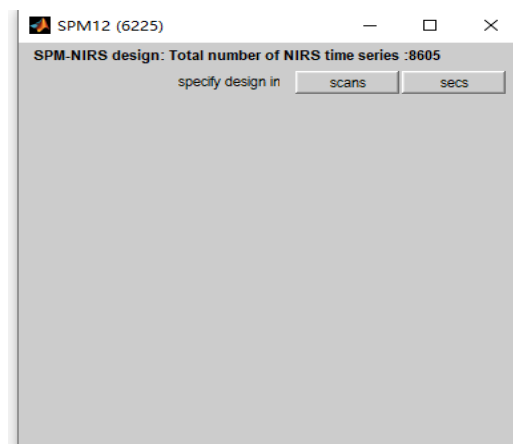 SPM12 (6225)
SPM-NIRS design: Total number of NIRS time series :8605
specify design in scans secs